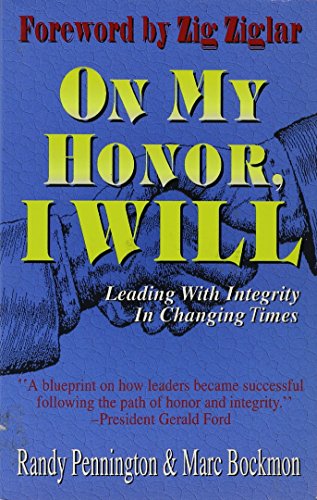 Foreword by Zig Ziglar
ON MY
HONOR,
I WILL
Leading With Integrity
In Changing Times
"A blueprint on how leaders became successful
following the path of honor and integrity."
–President Gerald Ford
Randy Pennington & Marc Bockmon